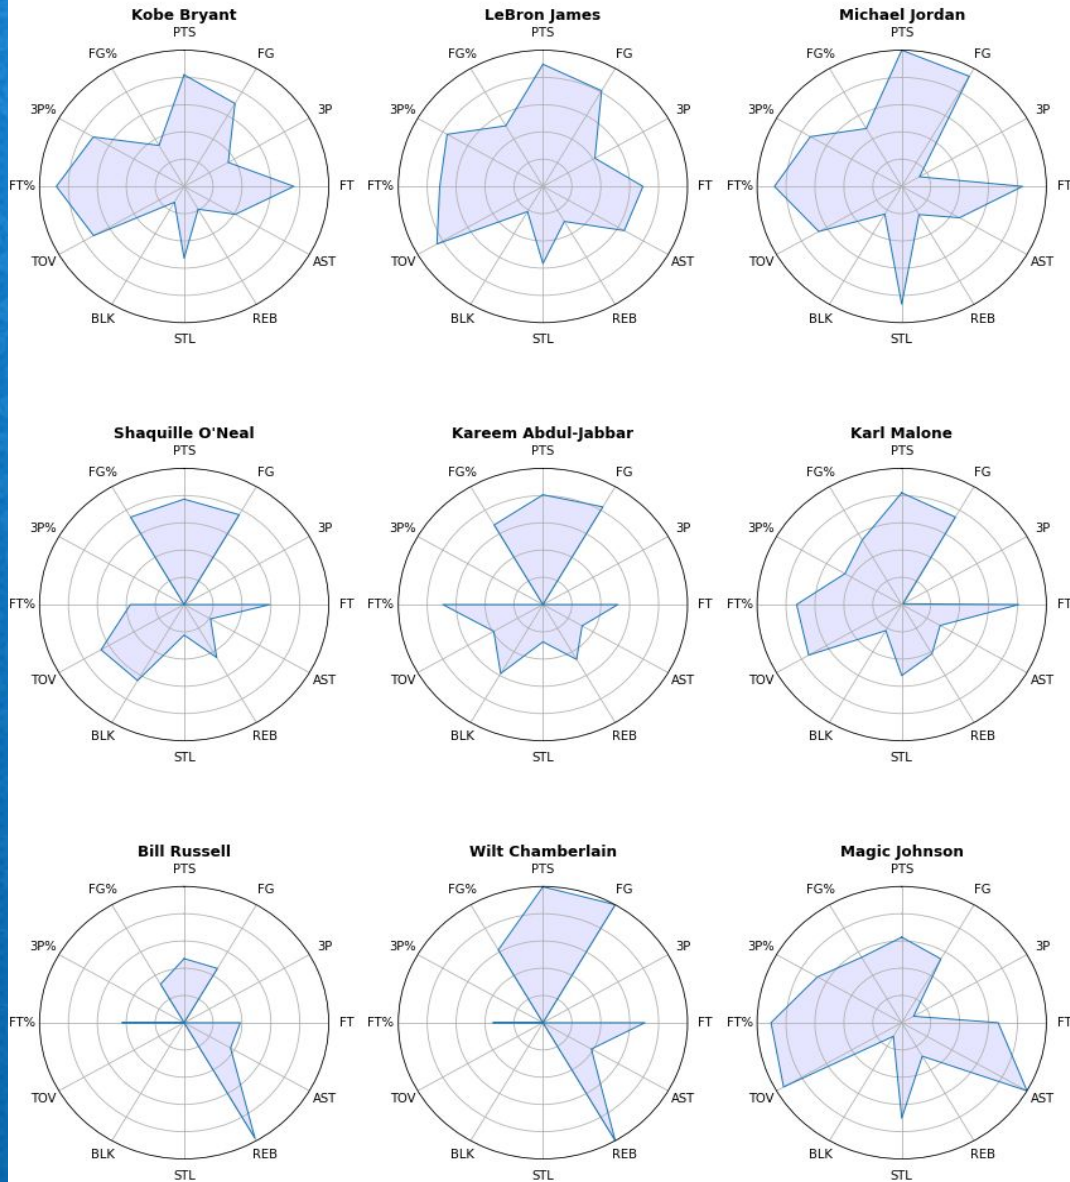 Kobe Bryant
PTS
FG% FG
3P% 3P
FT% FT
TOV AST
BLK REB
STL
LeBron James
PTS
FG% FG
3P% 3P
FT% FT
TOV AST
BLK REB
STL
Michael Jordan
PTS
FG% FG
3P% 3P
FT% FT
TOV AST
BLK REB
STL
Shaquille O'Neal
PTS
FG% FG
3P% 3P
FT% FT
TOV AST
BLK REB
STL
Kareem Abdul-Jabbar
PTS
FG% FG
3P% 3P
FT% FT
TOV AST
BLK REB
STL
Karl Malone
PTS
FG% FG
3P% 3P
FT% FT
TOV AST
BLK REB
STL
Bill Russell
PTS
FG% FG
3P% 3P
FT% FT
TOV AST
BLK REB
STL
Wilt Chamberlain
PTS
FG% FG
3P% 3P
FT% FT
TOV AST
BLK REB
STL
Magic Johnson
PTS
FG% FG
3P% 3P
FT% FT
TOV AST
BLK REB
STL